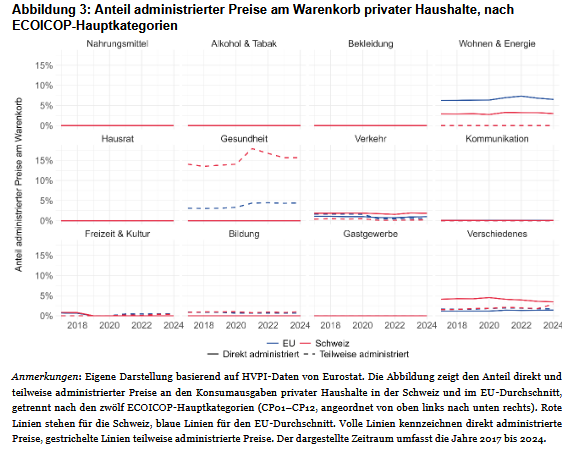 Abbildung 3: Anteil administrierter Preise am Warenkorb privater Haushalte, nach
ECOICOP-Hauptkategorien
Nahrungsmittel Alkohol & Tabak Bekleidung Wohnen & Energie
15%
10%
5%
0%
Hausrat Gesundheit Verkehr Kommunikation
15%
10%
5%
0%
Freizeit & Kultur Bildung Gastgewerbe Verschiedenes
15%
10%
5%
0%
Anteil administrierter Preise am Warenkorb
2018 2020 2022 2024 2018 2020 2022 2024 2018 2020 2022 2024 2018 2020 2022 2024
EU Schweiz
Direkt administriert Teilweise administriert
Anmerkungen: Eigene Darstellung basierend auf HVPI-Daten von Eurostat. Die Abbildung zeigt den Anteil direkt und
teilweise administrierter Preise an den Konsumausgaben privater Haushalte in der Schweiz und im EU-Durchschnitt,
getrennt nach den zwölf ECOICOP-Hauptkategorien (CP01–CP12, angeordnet von oben links nach unten rechts). Rote
Linien stehen für die Schweiz, blaue Linien für den EU-Durchschnitt. Volle Linien kennzeichnen direkt administrierte
Preise, gestrichelte Linien teilweise administrierte Preise. Der dargestellte Zeitraum umfasst die Jahre 2017 bis 2024.